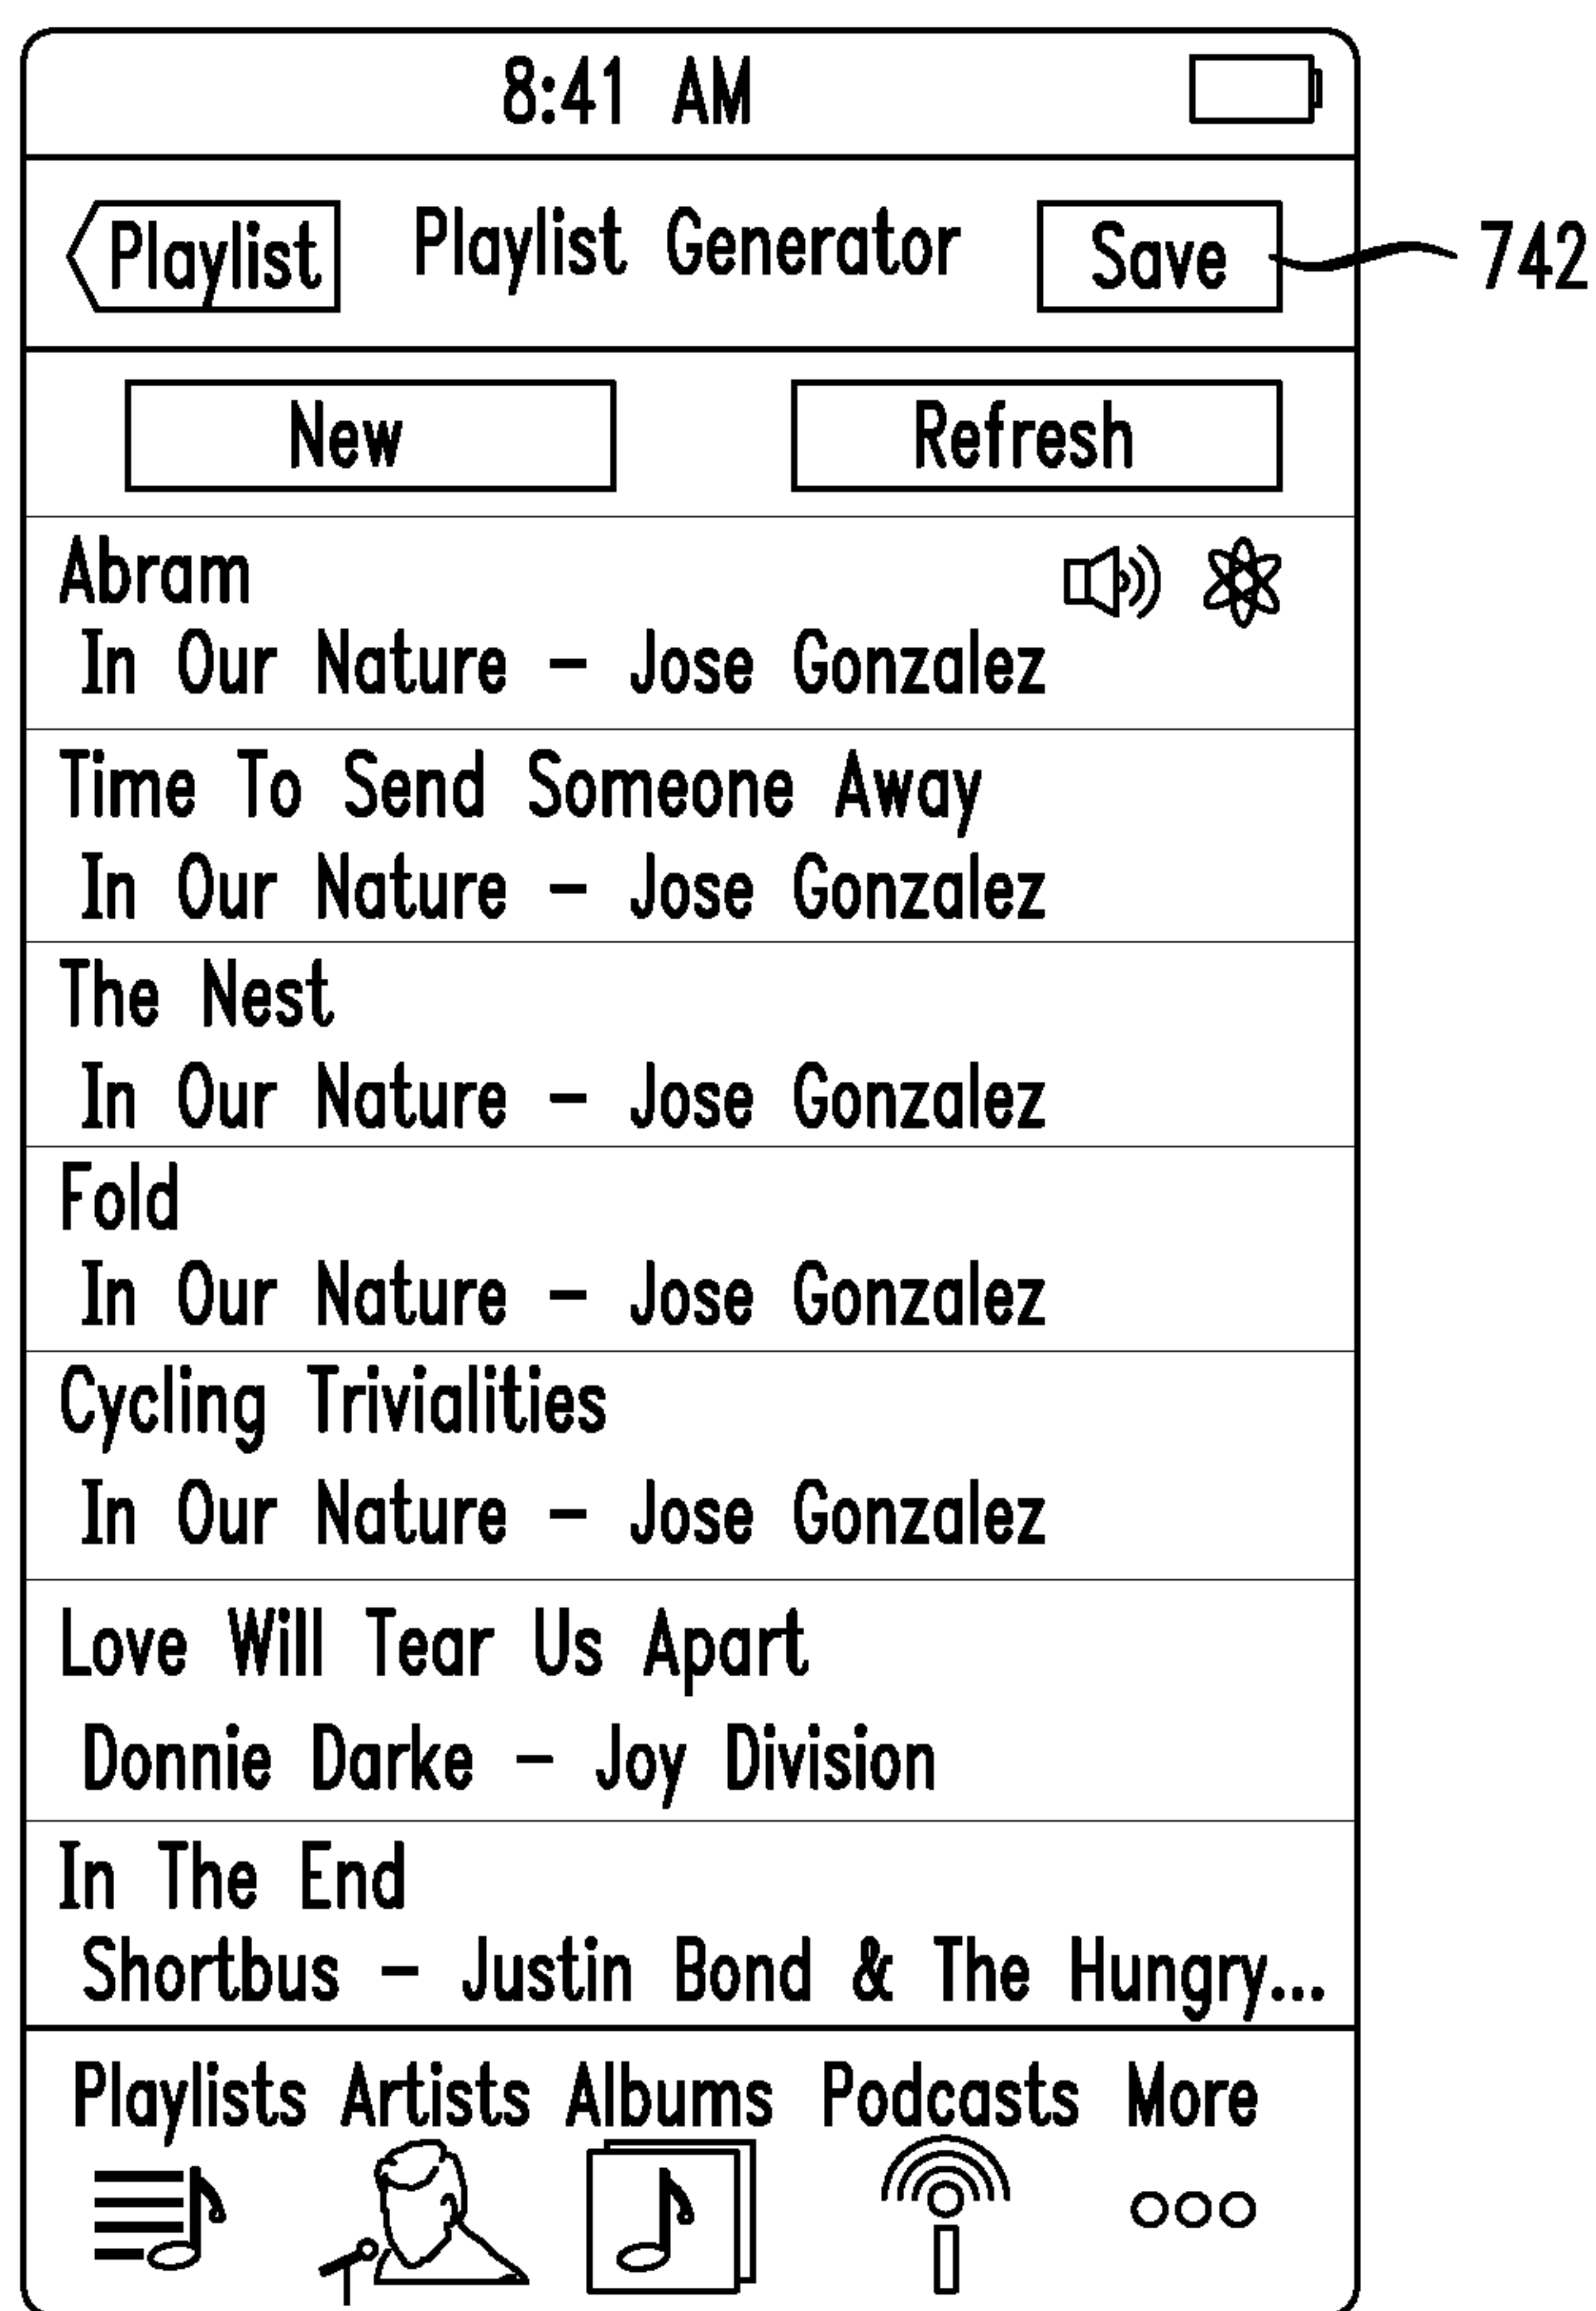 8:41 AM
Playlist Playlist Generator Save 742
New Refresh
Abram
In Our Nature - Jose Gonzalez
Time To Send Someone Away
In Our Nature - Jose Gonzalez
The Nest
In Our Nature - Jose Gonzalez
Fold
In Our Nature - Jose Gonzalez
Cycling Trivialities
In Our Nature - Jose Gonzalez
Love Will Tear Us Apart
Donnie Darke - Joy Division
In The End
Shortbus - Justin Bond & The Hungry...
Playlists Artists Albums Podcasts More